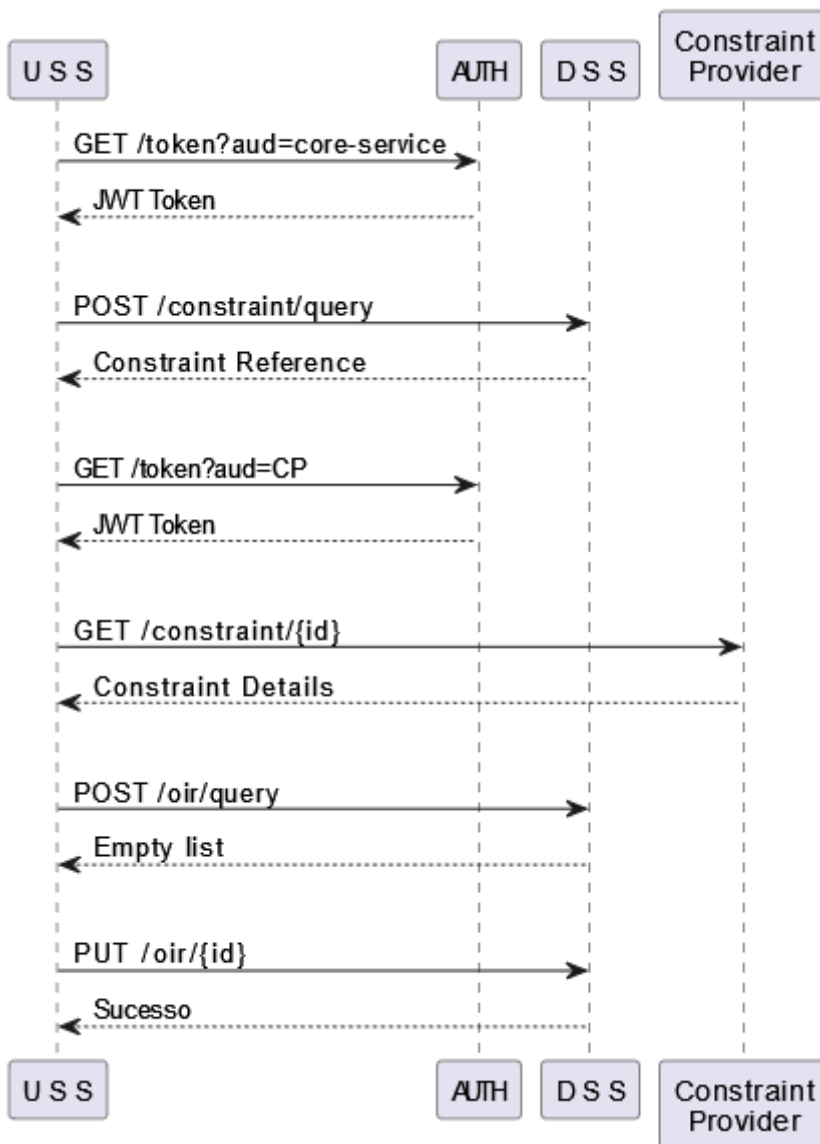 USS
AUTH
DSS
Constraint
Provider
GET /token?aud=core-service
JWT Token
POST /constraint/query
Constraint Reference
GET /token?aud=CP
JWT Token
GET /constraint/{id}
Constraint Details
POST /oir/query
Empty list
PUT /oir/{id}
Sucesso
USS
AUTH
DSS
Constraint
Provider